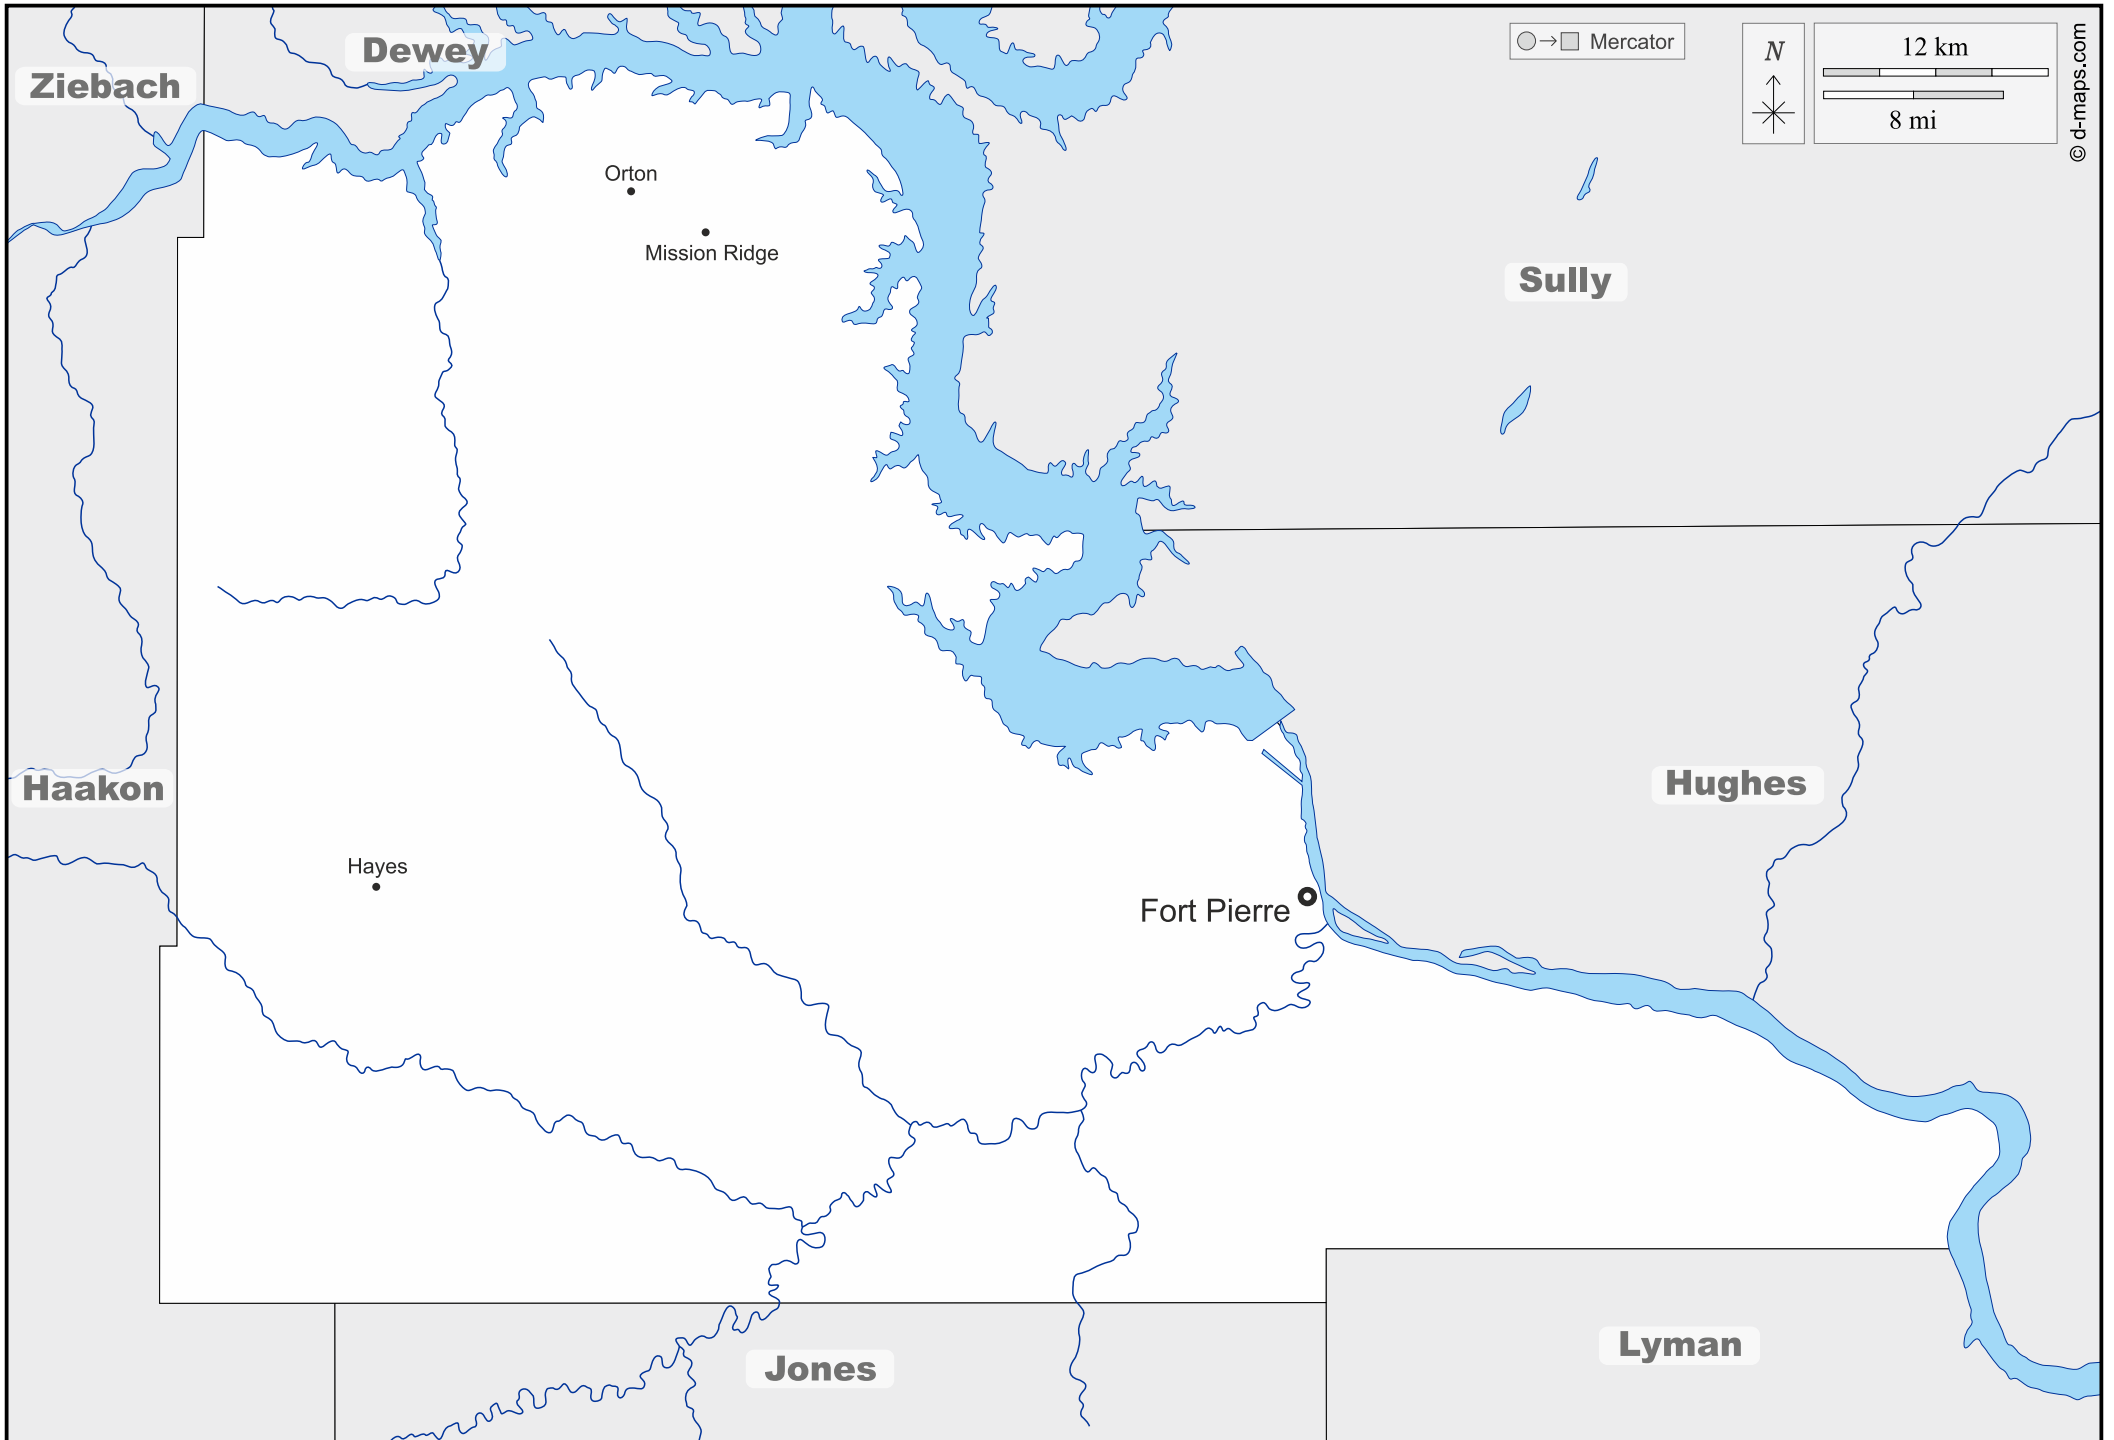 Dewey
Ziebach
Mercator
N
12 km
8 mi
© d-maps.com
Orton
Mission Ridge
Sully
Haakon
Hughes
Hayes
Fort Pierre
Jones
Lyman